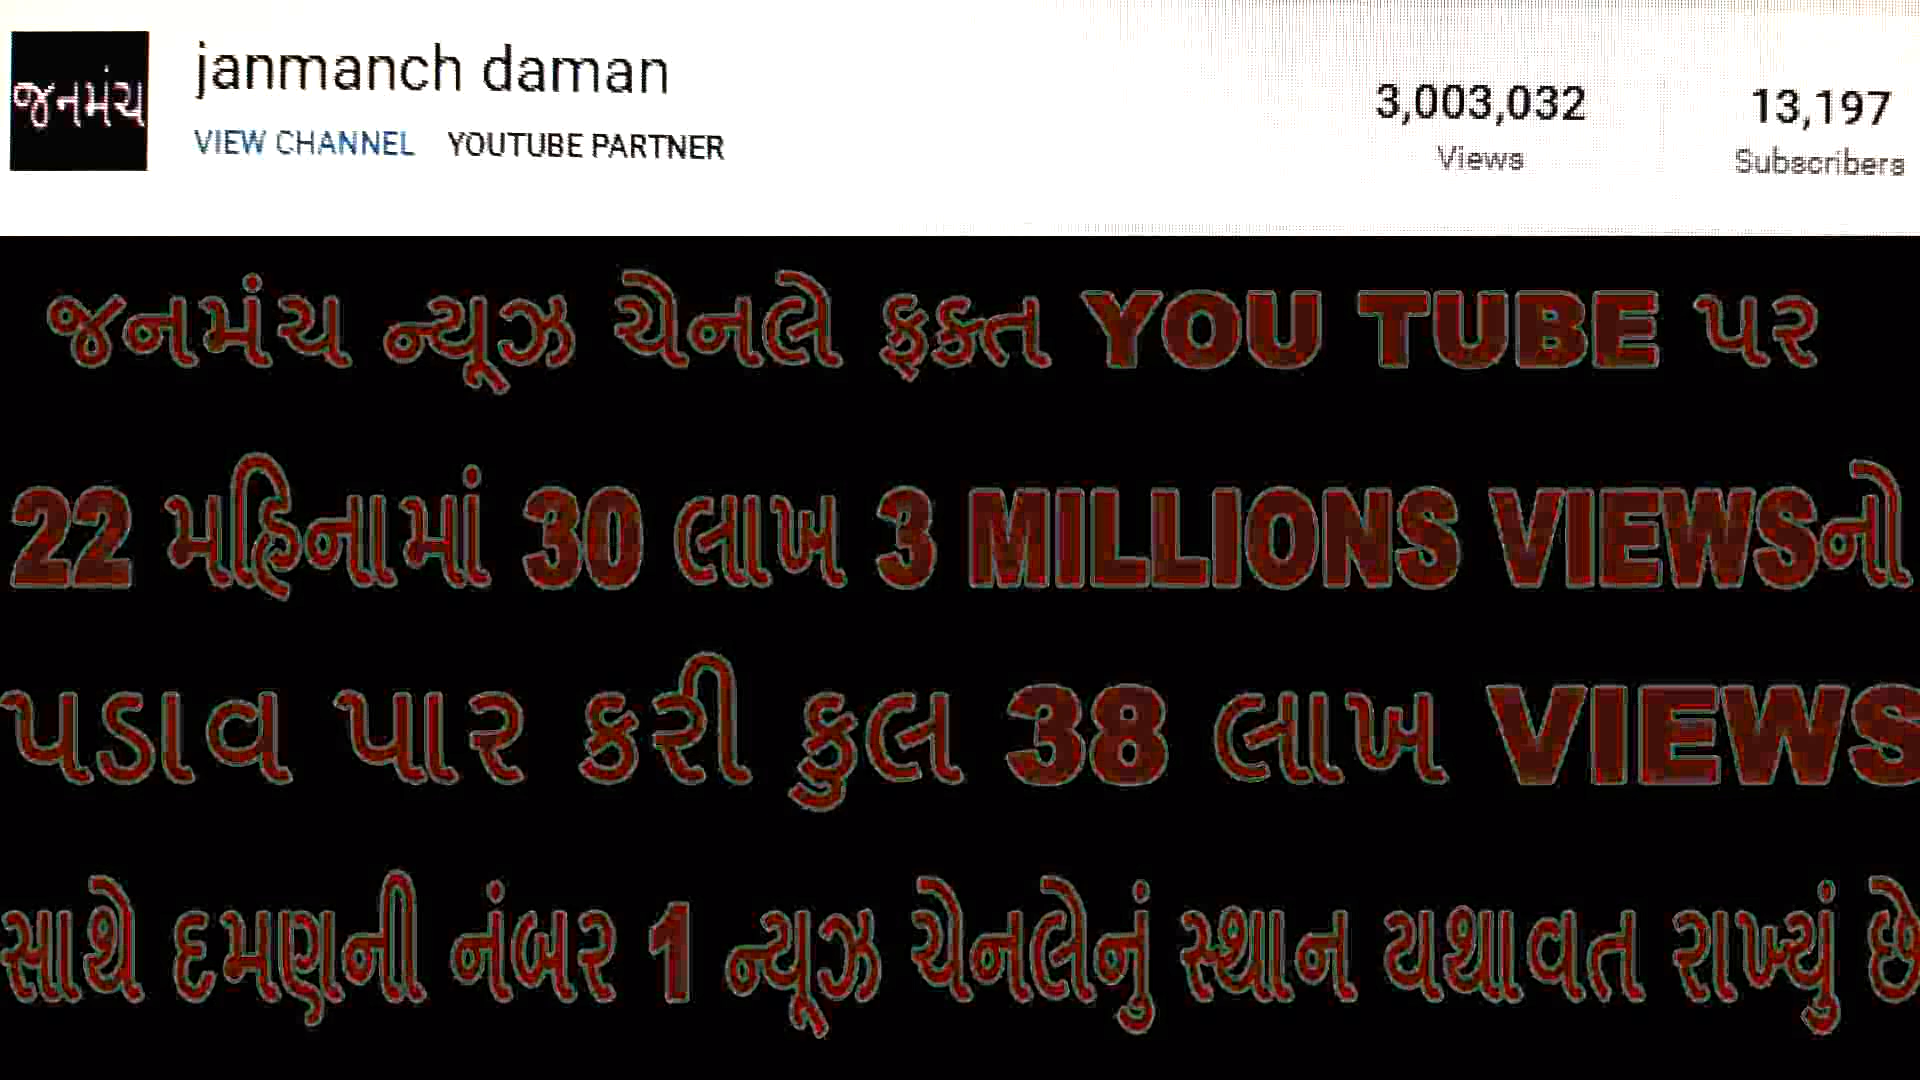 જનમંચ
janmanch daman
VIEW CHANNEL YOUTUBE PARTNER
3,003,032
Views
13,197
Subscribers
જનમંચ ન્યૂઝ ચેનલે ફક્ત YOU TUBE પર
22 મહિનામાં 30 લાખ 3 MILLIONS VIEWSનો
પડાવ પાર કરી કુલ 38 લાખ VIEWS
સાથે દમણની નંબર 1 ન્યૂઝ ચેનલેનું સ્થાન યથાવત રાખ્યું છે